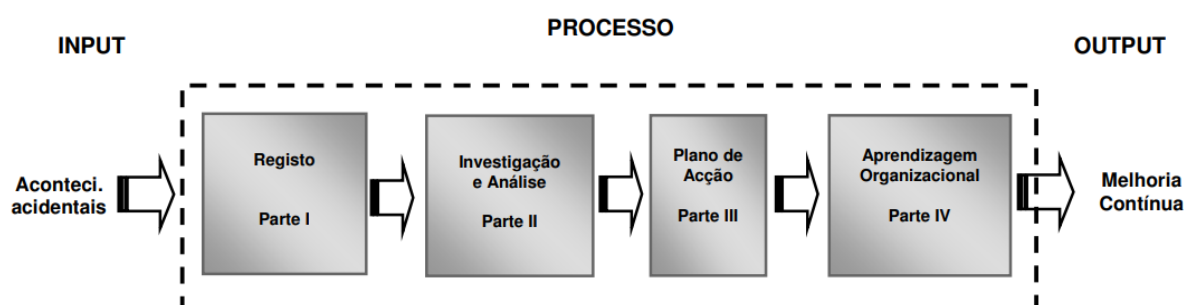 INPUT
PROCESSO
OUTPUT
Aconteci.
acidentais
Registo
Parte I
Investigação
e Análise
Parte II
Plano de
Acção
Parte III
Aprendizagem
Organizacional
Parte IV
Melhoria
Contínua